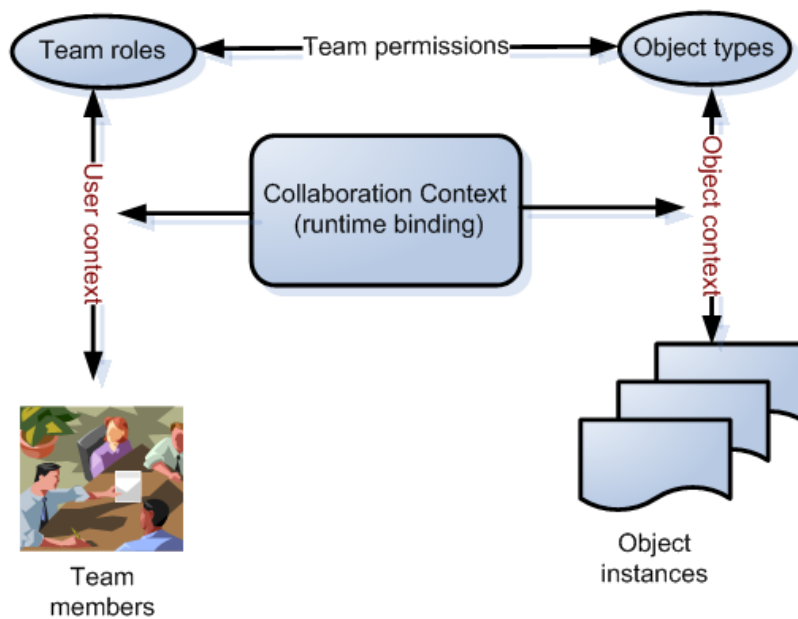 Team roles
Team permissions
Object types
User context
Collaboration Context
(runtime binding)
Object context
Team
members
Object
instances